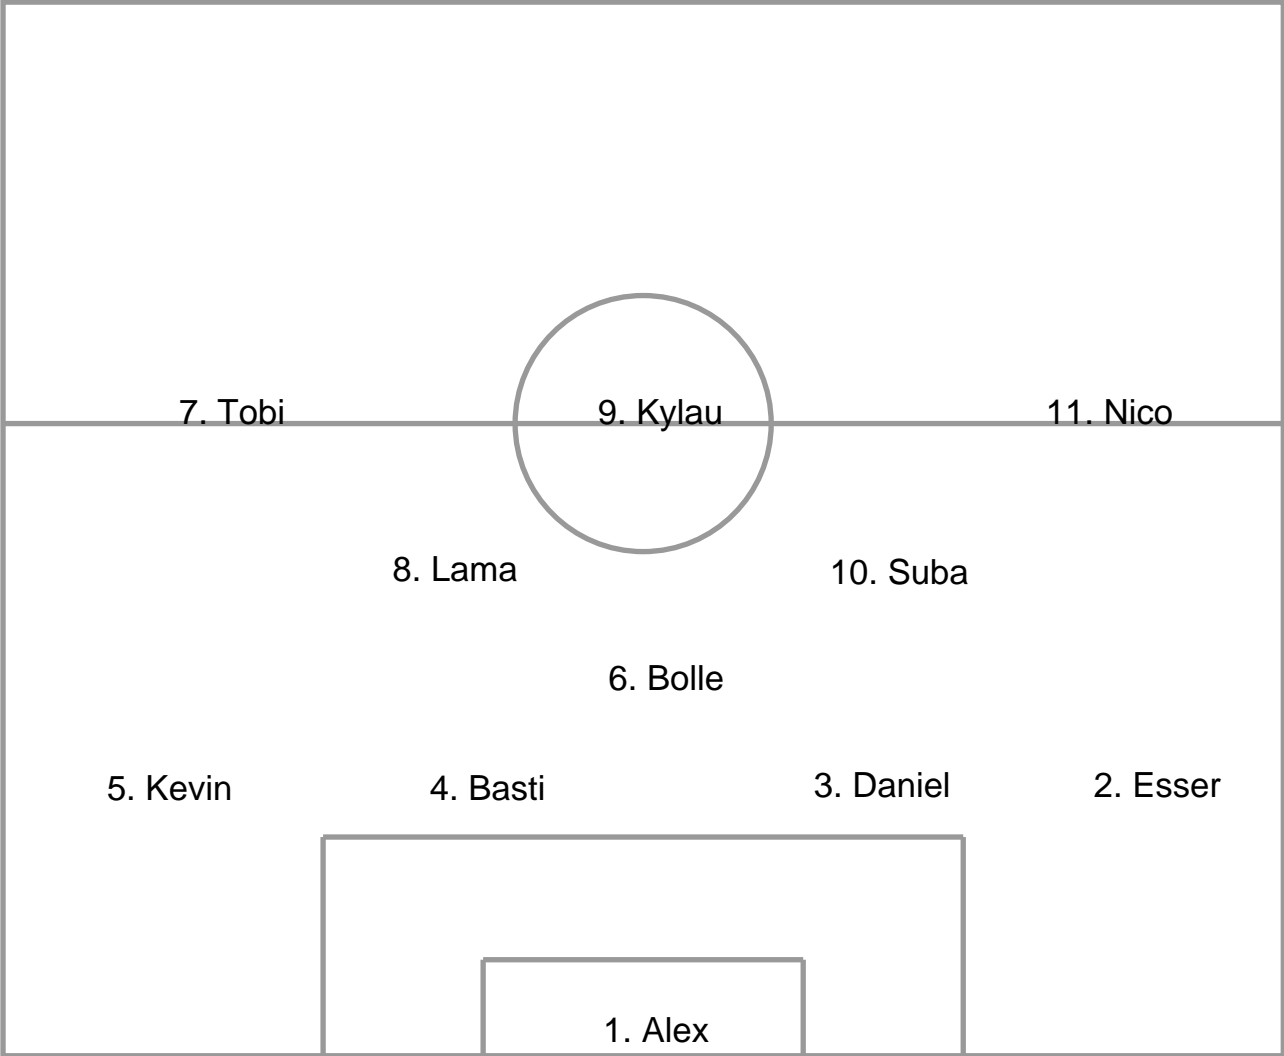 7. Tobi
9. Kylau
11. Nico
8. Lama
10. Suba
6. Bolle
5. Kevin
4. Basti
3. Daniel
2. Esser
1. Alex